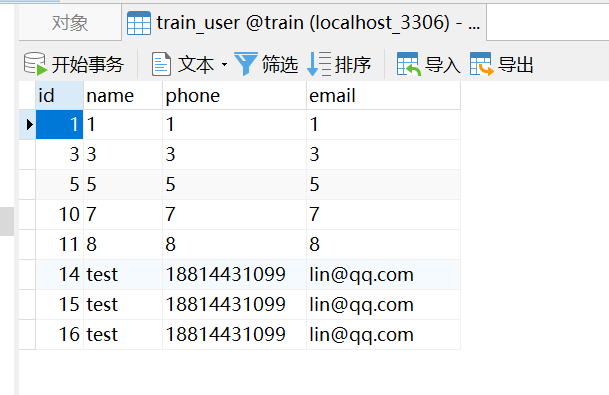 对象 train_user @train (localhost_3306) - ...
开始事务 文本 筛选 排序 导入 导出
id name phone email
1 1 1 1
3 3 3 3
5 5 5 5
10 7 7 7
11 8 8 8
14 test 18814431099 lin@qq.com
15 test 18814431099 lin@qq.com
16 test 18814431099 lin@qq.com